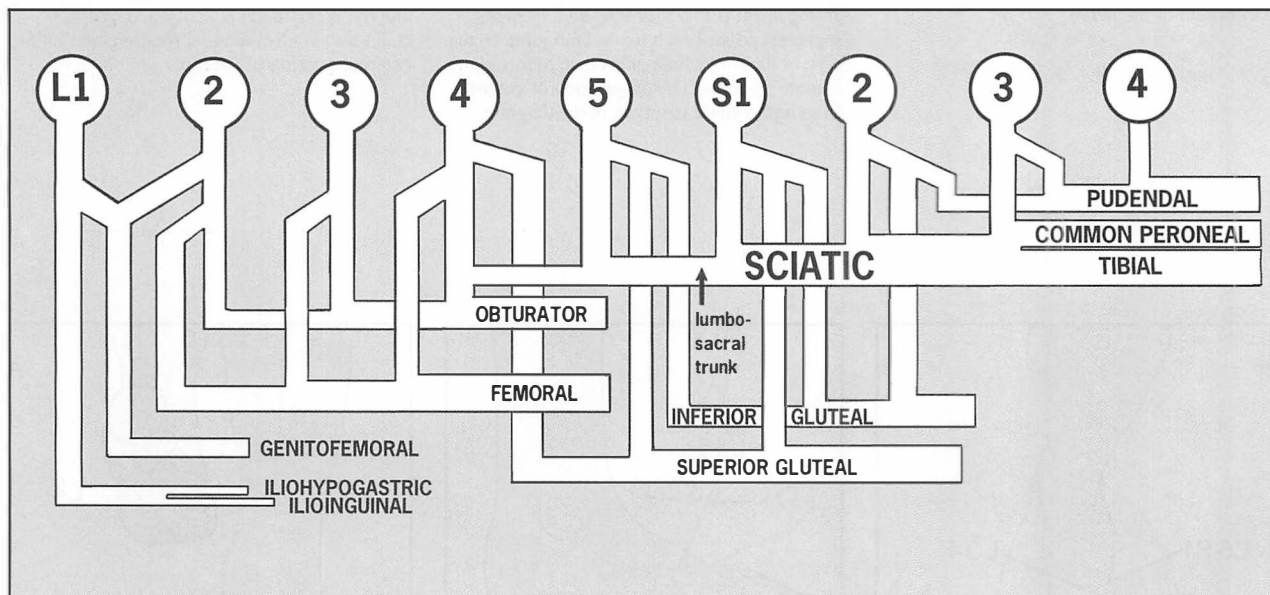 L1 2 3 4 5 S1 2 3 4
PUDENDAL
COMMON PERONEAL
SCIATIC
TIBIAL
OBTURATOR
lumbo-
sacral
trunk
FEMORAL
INFERIOR GLUTEAL
GENITOFEMORAL
SUPERIOR GLUTEAL
ILIOHYPOGASTRIC
ILIOINGUINAL